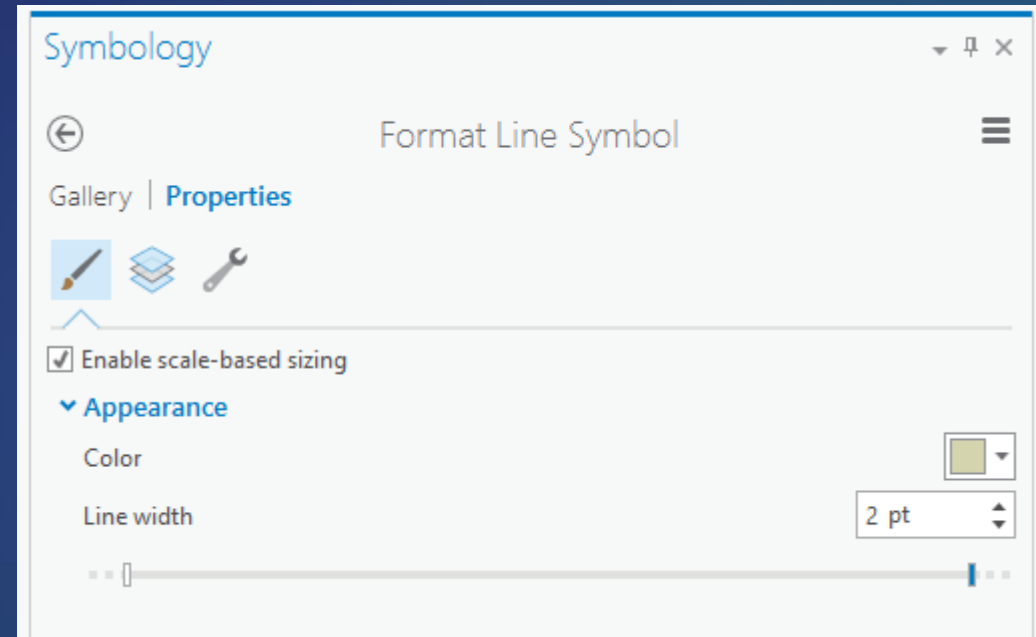 Symbology
Format Line Symbol
Gallery | Properties
Enable scale-based sizing
Appearance
Color
Line width 2 pt